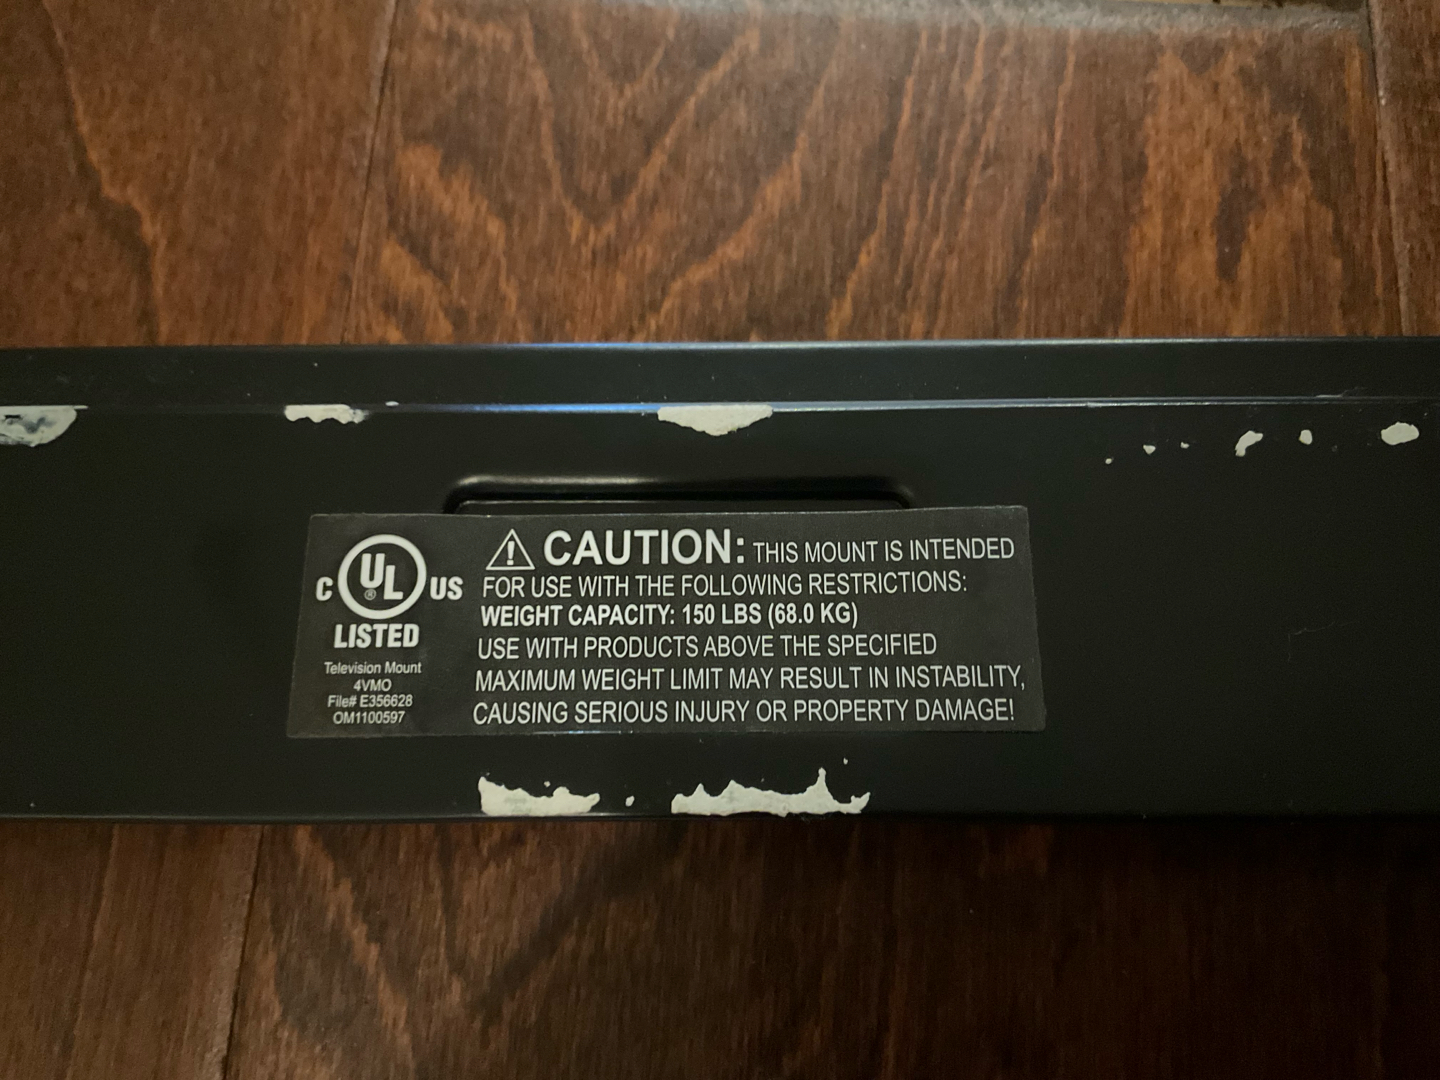 C UL® US
LISTED
Television Mount
4VMO
File# E356628
OM1100597
⚠ CAUTION: THIS MOUNT IS INTENDED
FOR USE WITH THE FOLLOWING RESTRICTIONS:
WEIGHT CAPACITY: 150 LBS (68.0 KG)
USE WITH PRODUCTS ABOVE THE SPECIFIED
MAXIMUM WEIGHT LIMIT MAY RESULT IN INSTABILITY,
CAUSING SERIOUS INJURY OR PROPERTY DAMAGE!